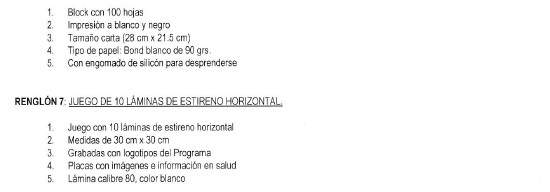 1. Block con 100 hojas
2. Impresión a blanco y negro
3. Tamaño carta (28 cm x 21.5 cm)
4. Tipo de papel: Bond blanco de 90 grs.
5. Con engomado de silicón para desprenderse
RENGLÓN 7: JUEGO DE 10 LÁMINAS DE ESTIRENO HORIZONTAL.
1. Juego con 10 láminas de estireno horizontal
2. Medidas de 30 cm x 30 cm
3. Grabadas con logotipos del Programa
4. Placas con imágenes e información en salud
5. Lámina calibre 80, color blanco